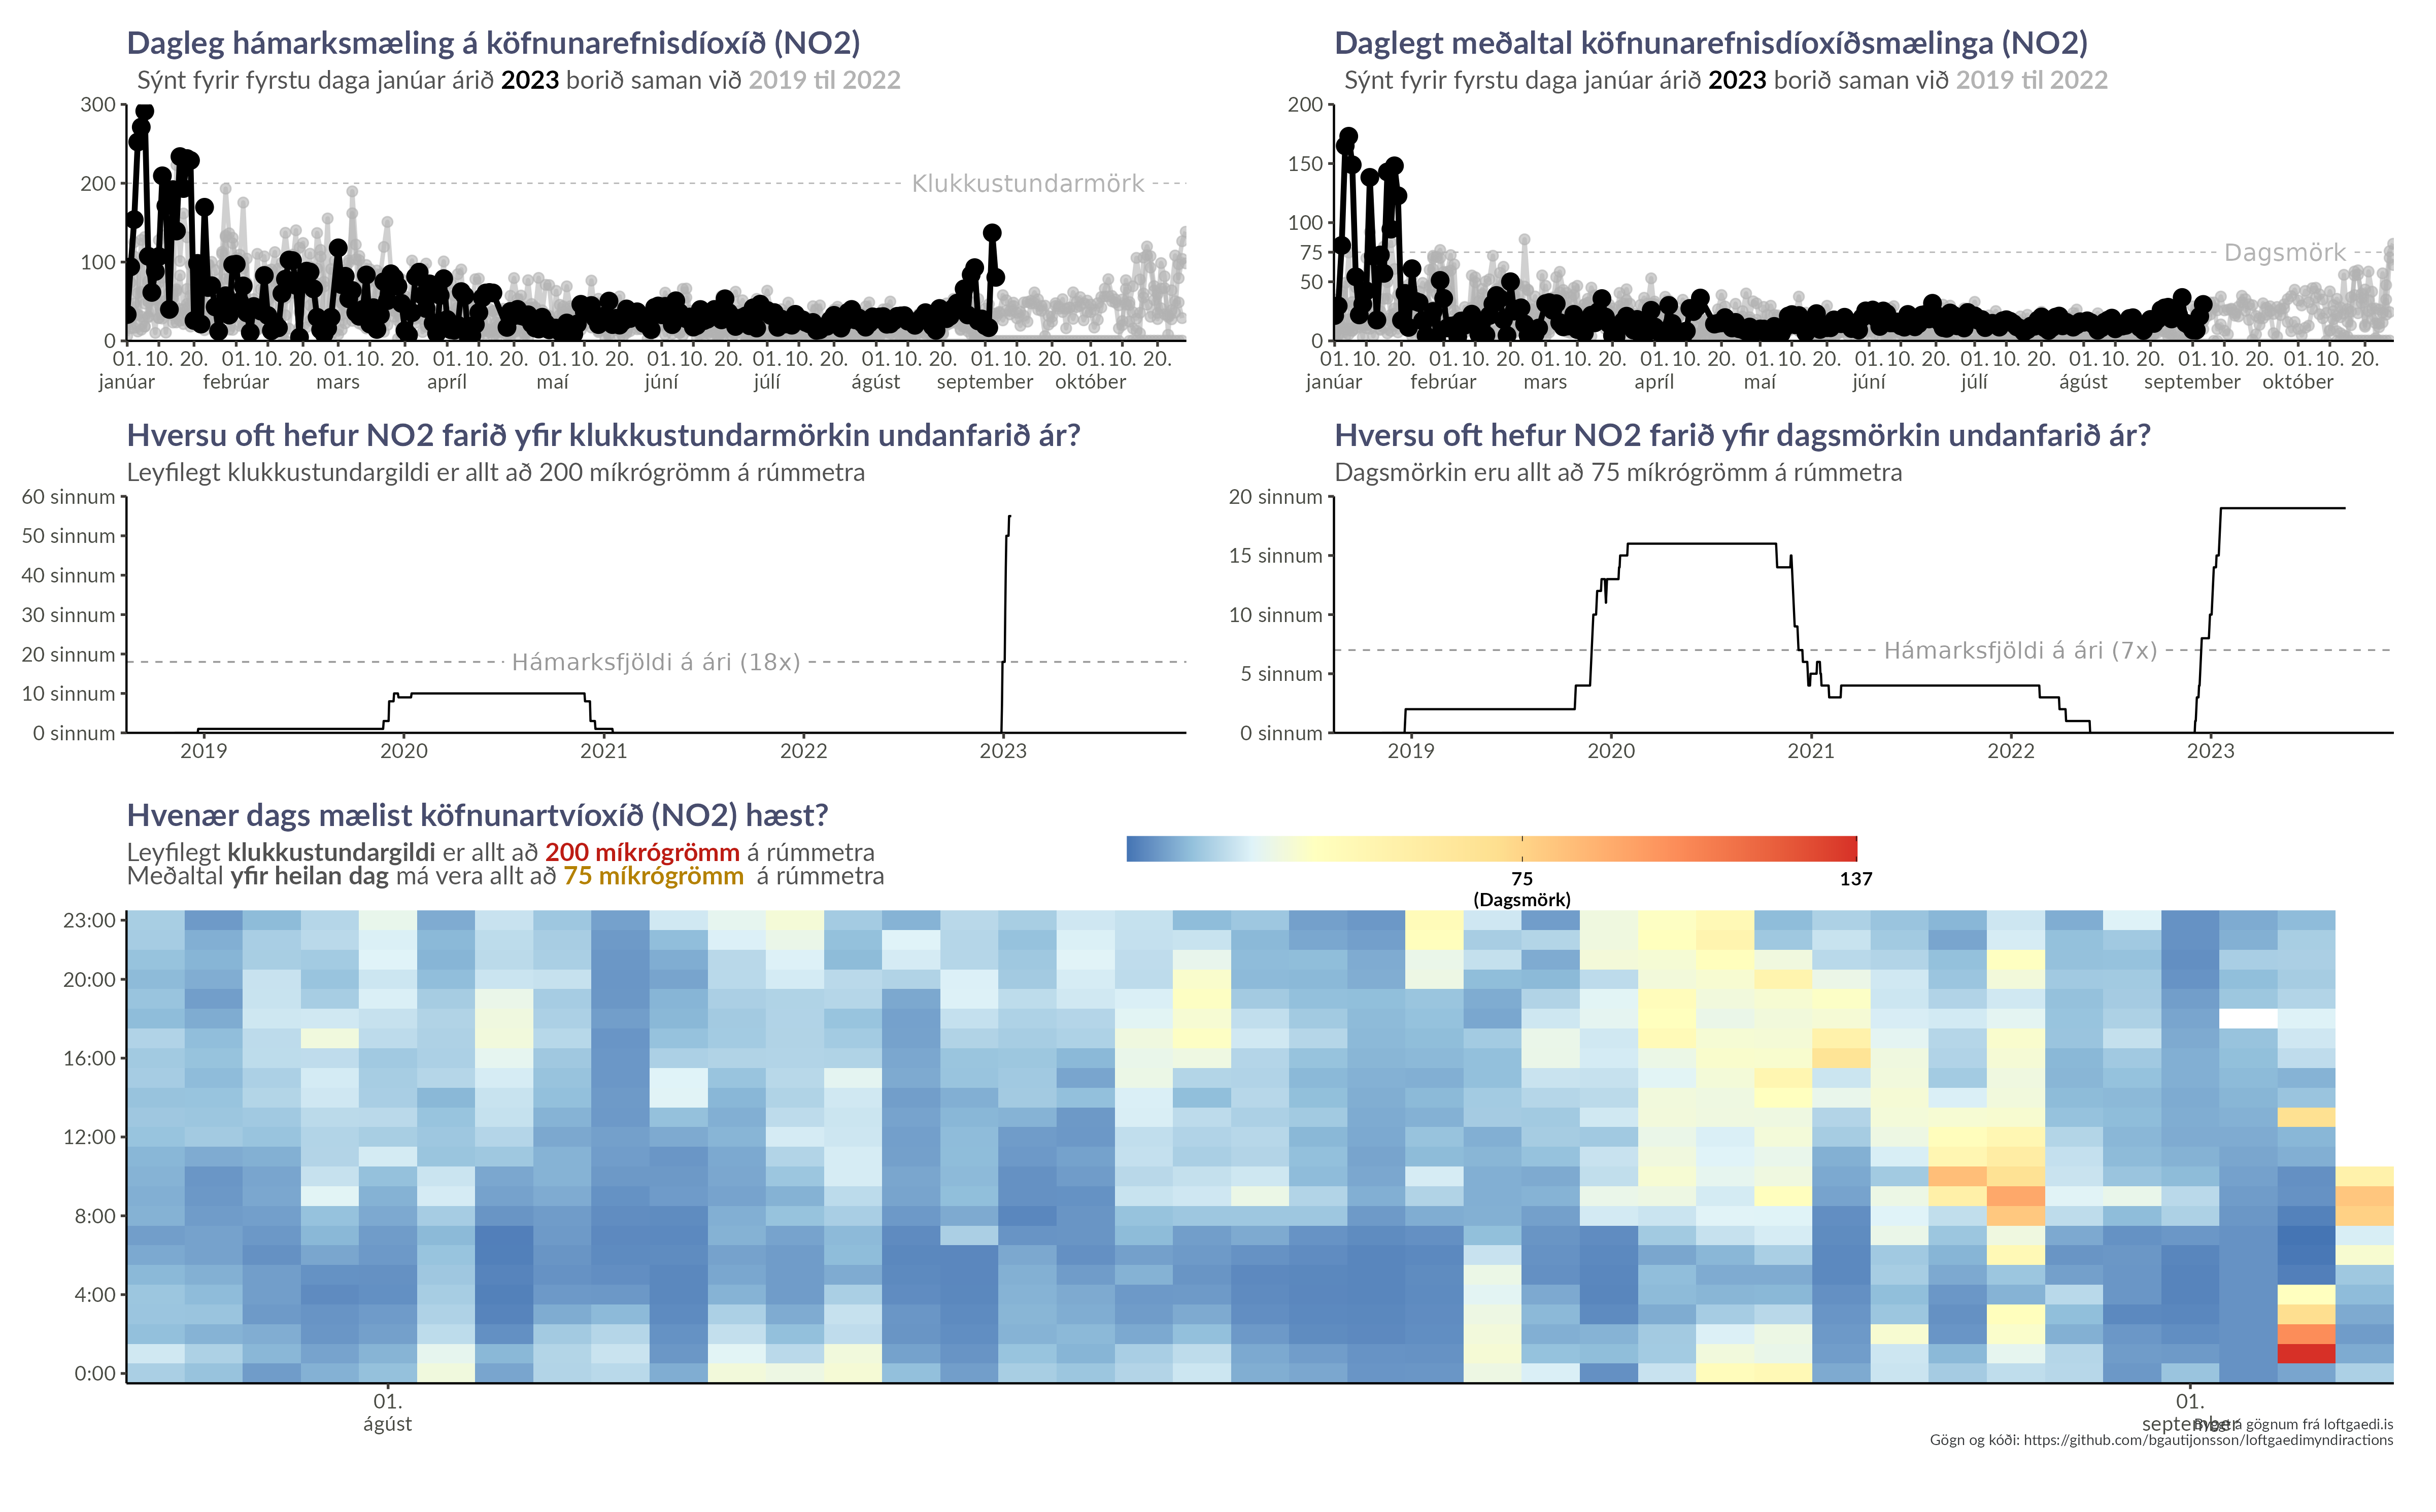 Dagleg hámarksmæling á köfnunarefnisdíoxíð (NO2)
Sýnt fyrir fyrstu daga janúar árið 2023 borið saman við 2019 til 2022
300
200
100
0
Klukkustundarmörk
01. 10. 20. 01. 10. 20. 01. 10. 20. 01. 10. 20. 01. 10. 20. 01. 10. 20. 01. 10. 20. 01. 10. 20. 01. 10. 20. 01. 10. 20.
janúar febrúar mars apríl maí júní júlí ágúst september október
Daglegt meðaltal köfnunarefnisdíoxíðsmælinga (NO2)
Sýnt fyrir fyrstu daga janúar árið 2023 borið saman við 2019 til 2022
200
150
100
75
50
0
Dagsmörk
01. 10. 20. 01. 10. 20. 01. 10. 20. 01. 10. 20. 01. 10. 20. 01. 10. 20. 01. 10. 20. 01. 10. 20. 01. 10. 20. 01. 10. 20.
janúar febrúar mars apríl maí júní júlí ágúst september október
Hversu oft hefur NO2 farið yfir klukkustundarmörkin undanfarið ár?
Leyfilegt klukkustundargildi er allt að 200 míkrógrömm á rúmmetra
60 sinnum
50 sinnum
40 sinnum
30 sinnum
20 sinnum
10 sinnum
0 sinnum
Hámarksfjöldi á ári (18x)
2019 2020 2021 2022 2023
Hversu oft hefur NO2 farið yfir dagsmörkin undanfarið ár?
Dagsmörkin eru allt að 75 míkrógrömm á rúmmetra
20 sinnum
15 sinnum
10 sinnum
5 sinnum
0 sinnum
Hámarksfjöldi á ári (7x)
2019 2020 2021 2022 2023
Hvenær dags mælist köfnunartvíoxíð (NO2) hæst?
Leyfilegt klukkustundargildi er allt að 200 míkrógrömm á rúmmetra
Meðaltal yfir heilan dag má vera allt að 75 míkrógrömm á rúmmetra
75 137
(Dagsmörk)
23:00
20:00
16:00
12:00
8:00
4:00
0:00
01. 01.
ágúst september
á gögnum frá loftgaedi.is
Gögn og kóði: https://github.com/bgautijonsson/loftgaedimyndiractions